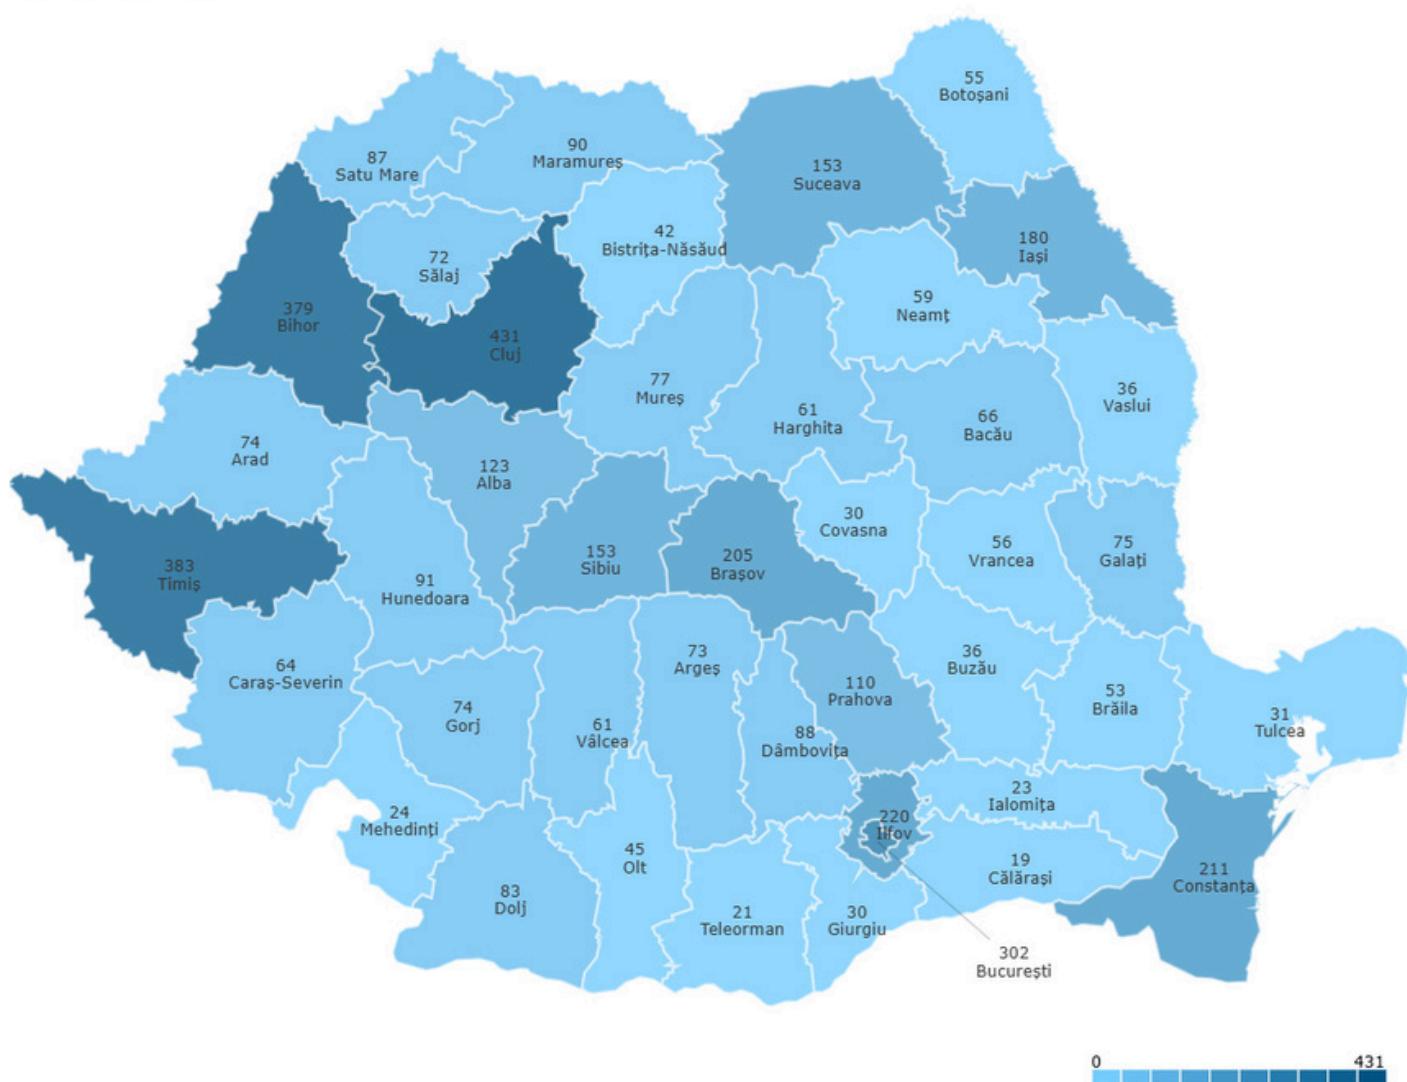 55
Botoșani
90
Maramureș
87
Satu Mare
153
Suceava
42
Bistrița-Năsăud
180
Iași
72
Sălaj
59
Neamț
379
Bihor
431
Cluj
77
Mureș
36
Vaslui
61
Harghita
66
Bacău
74
Arad
123
Alba
30
Covasna
56
Vrancea
75
Galați
153
Sibiu
205
Brașov
383
Timiș
91
Hunedoara
73
Argeș
36
Buzău
64
Caraș-Severin
110
Prahova
53
Brăila
74
Gorj
61
Vâlcea
88
Dâmbovița
31
Tulcea
23
Ialomița
24
Mehedinți
220
Ilfov
45
Olt
19
Călărași
211
Constanța
83
Dolj
21
Teleorman
30
Giurgiu
302
București
0 431